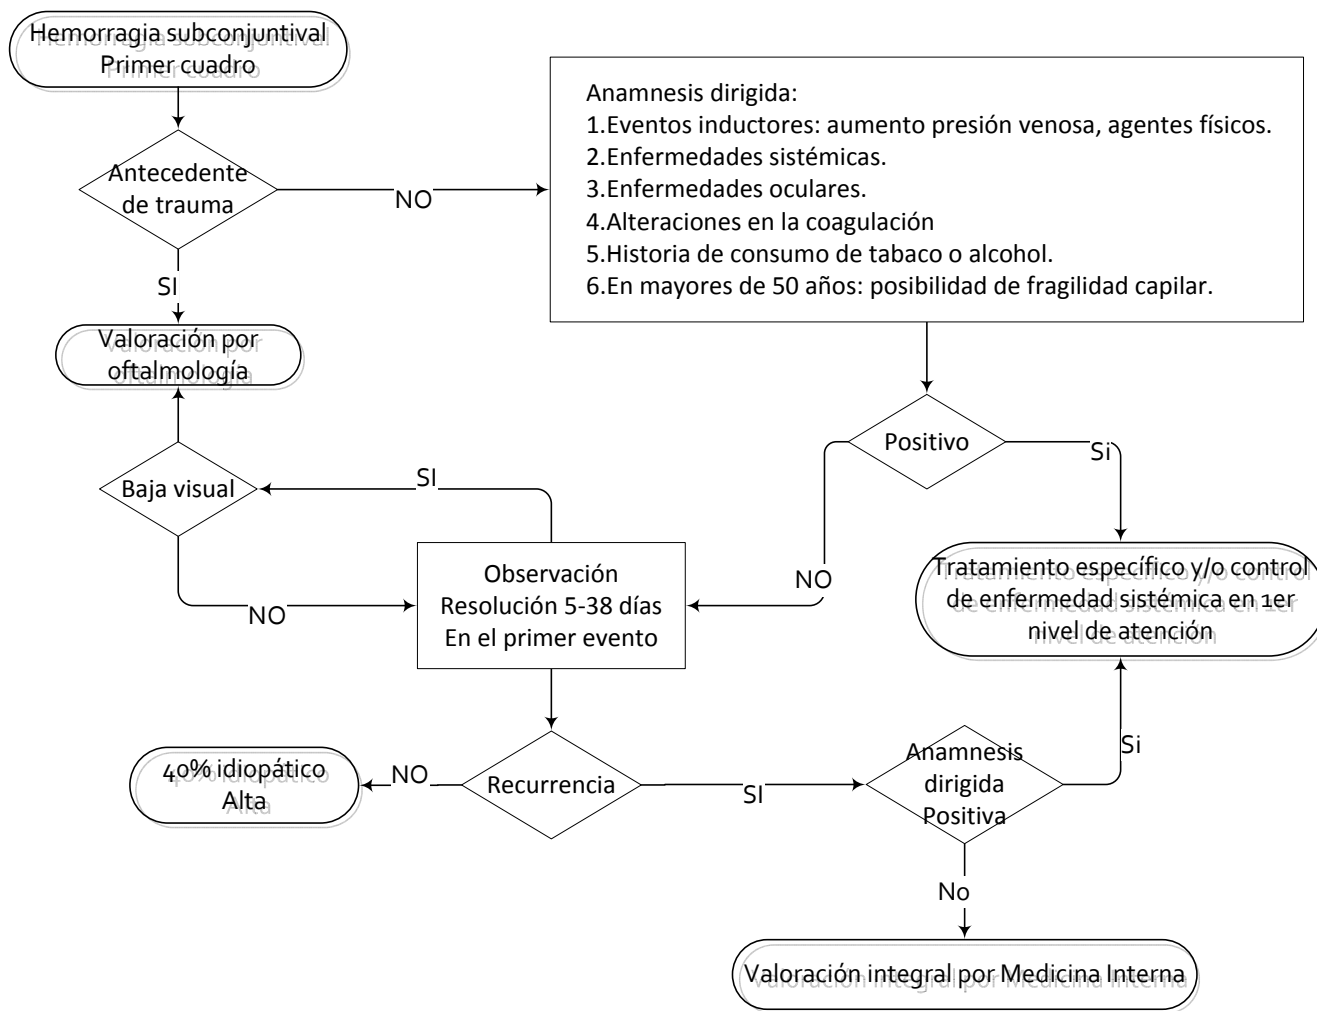 Hemorragia subconjuntival
Primer cuadro
Antecedente
de trauma
NO
SI
Anamnesis dirigida:
1.Eventos inductores: aumento presión venosa, agentes físicos.
2.Enfermedades sistémicas.
3.Enfermedades oculares.
4.Alteraciones en la coagulación
5.Historia de consumo de tabaco o alcohol.
6.En mayores de 50 años: posibilidad de fragilidad capilar.
Valoración por
oftalmología
Positivo
Si
NO
Baja visual
SI
NO
Observación
Resolución 5-38 días
En el primer evento
Tratamiento específico y/o control
de enfermedad sistémica en 1er
nivel de atención
Recurrencia
NO
40% idiopático
Alta
SI
Anamnesis
dirigida
Positiva
Si
No
Valoración integral por Medicina Interna